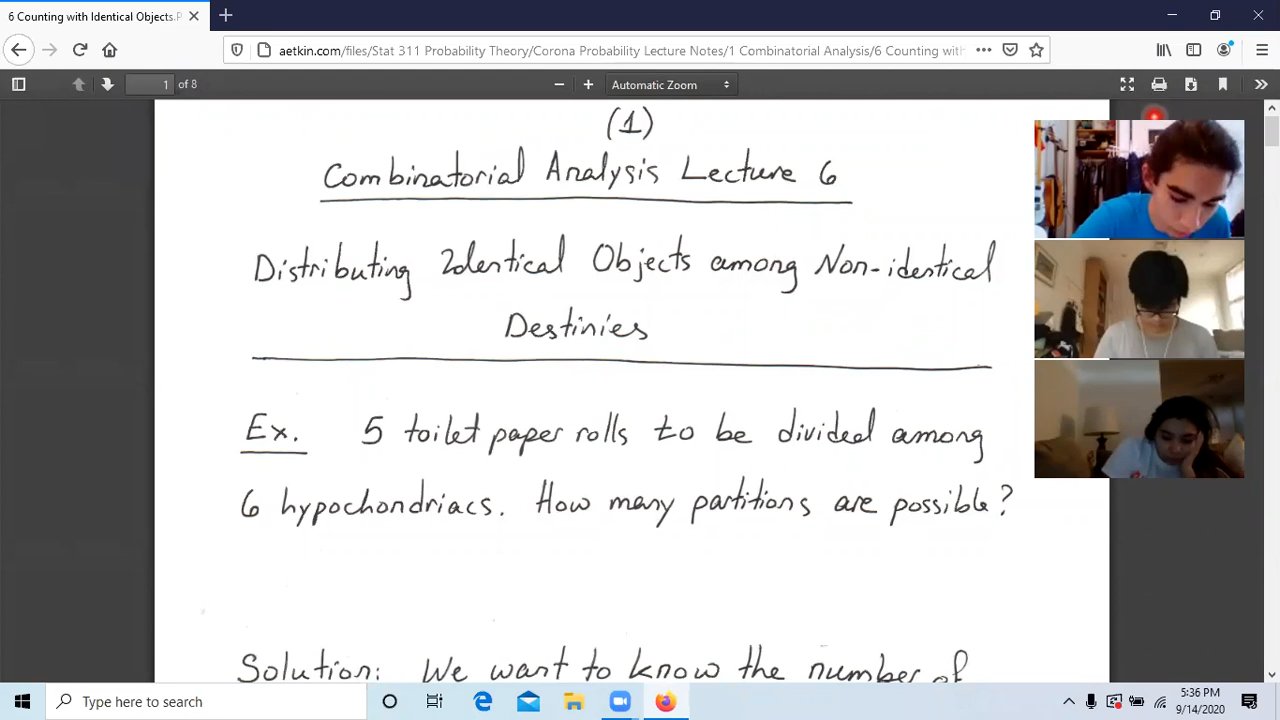 6 Counting with Identical Objects.P
aetkin.com/files/Stat 311 Probability Theory/Corona Probability Lecture Notes/1 Combinatorial Analysis/6 Counting with
1 of 8
Automatic Zoom
(1)
Combinatorial Analysis Lecture 6
Distributing Identical Objects among Non-identical
Destinies
Ex. 5 toilet paper rolls to be divided among
6 hypochondriacs. How many partitions are possible?
Solution: We want to know the number of
Type here to search
5:36 PM
9/14/2020